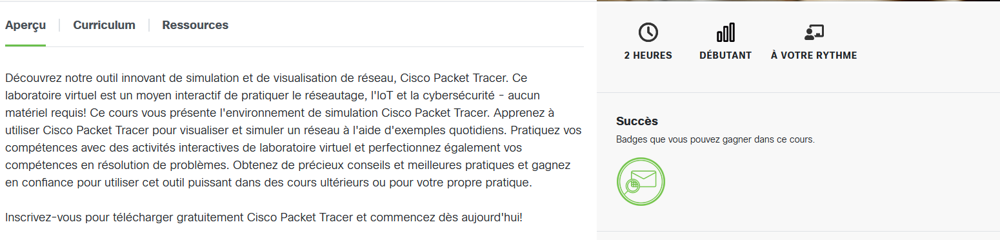 Aperçu
Curriculum
Ressources
Découvrez notre outil innovant de simulation et de visualisation de réseau, Cisco Packet Tracer. Ce
laboratoire virtuel est un moyen interactif de pratiquer le réseautage, l'IoT et la cybersécurité - aucun
matériel requis! Ce cours vous présente l'environnement de simulation Cisco Packet Tracer. Apprenez à
utiliser Cisco Packet Tracer pour visualiser et simuler un réseau à l'aide d'exemples quotidiens. Pratiquez vos
compétences avec des activités interactives de laboratoire virtuel et perfectionnez également vos
compétences en résolution de problèmes. Obtenez de précieux conseils et meilleures pratiques et gagnez
en confiance pour utiliser cet outil puissant dans des cours ultérieurs ou pour votre propre pratique.
Inscrivez-vous pour télécharger gratuitement Cisco Packet Tracer et commencez dès aujourd'hui!
2 HEURES
DÉBUTANT
À VOTRE RYTHME
Succès
Badges que vous pouvez gagner dans ce cours.